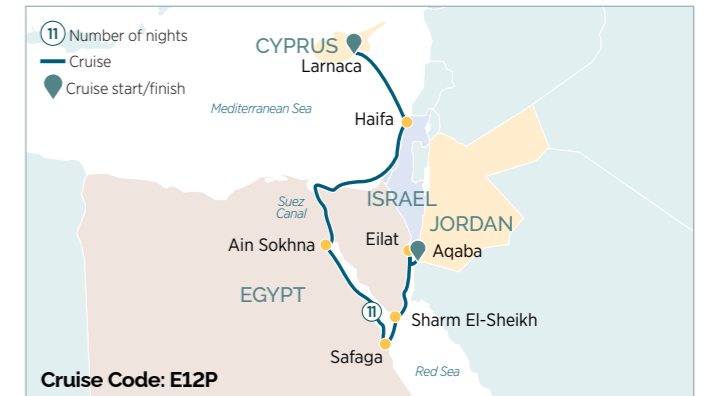 11 Number of nights
Cruise
Cruise start/finish
CYPRUS
Larnaca
Mediterranean Sea
Haifa
ISRAEL
Suez
Canal
JORDAN
Eilat
Aqaba
Ain Sokhna
EGYPT
11
Sharm El-Sheikh
Safaga
Red Sea
Cruise Code: E12P